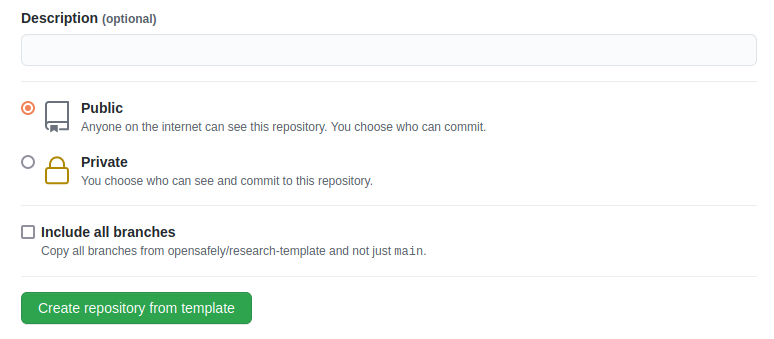 Description (optional)
Public
Anyone on the internet can see this repository. You choose who can commit.
Private
You choose who can see and commit to this repository.
Include all branches
Copy all branches from opensafely/research-template and not just main.
Create repository from template